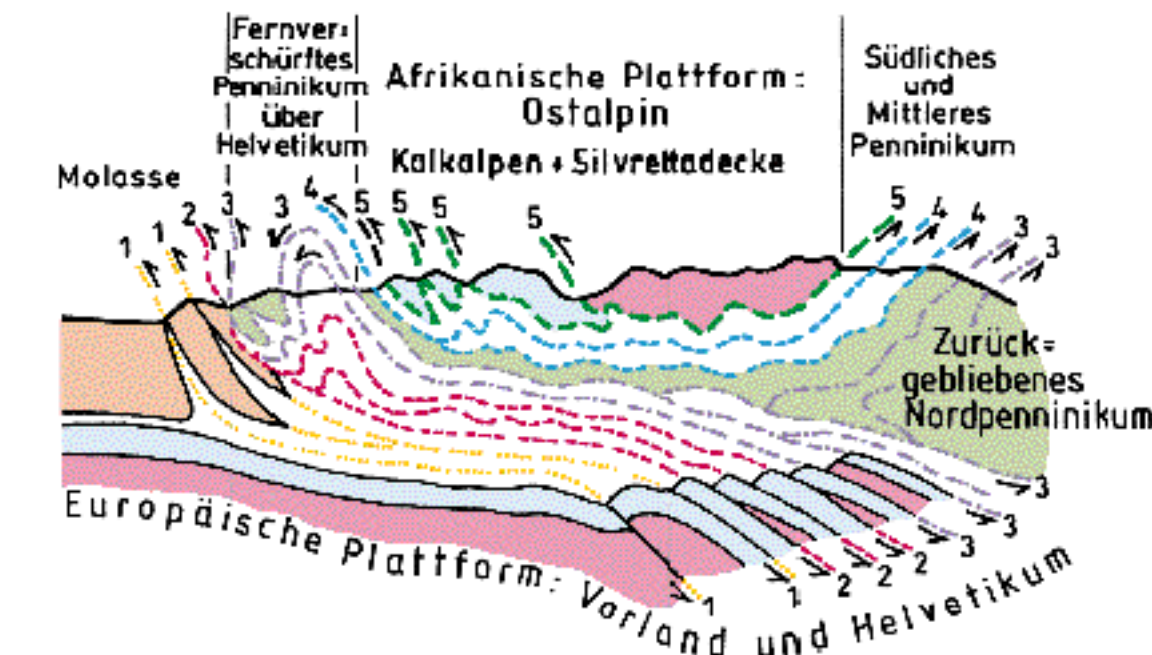 Fernver=
schürftes
Penninikum
über
Helvetikum
Afrikanische Plattform:
Ostalpin
Kalkalpen + Silvrettadecke
Südliches
und
Mittleres
Penninikum
Molasse
1 1 2 3 3 4 5 5 5 5 5 4 4 3 3
Zurück=
gebliebenes
Nordpenninikum
3
3
3
1 1 2 2 2
Europäische Plattform: Vorland und Helvetikum